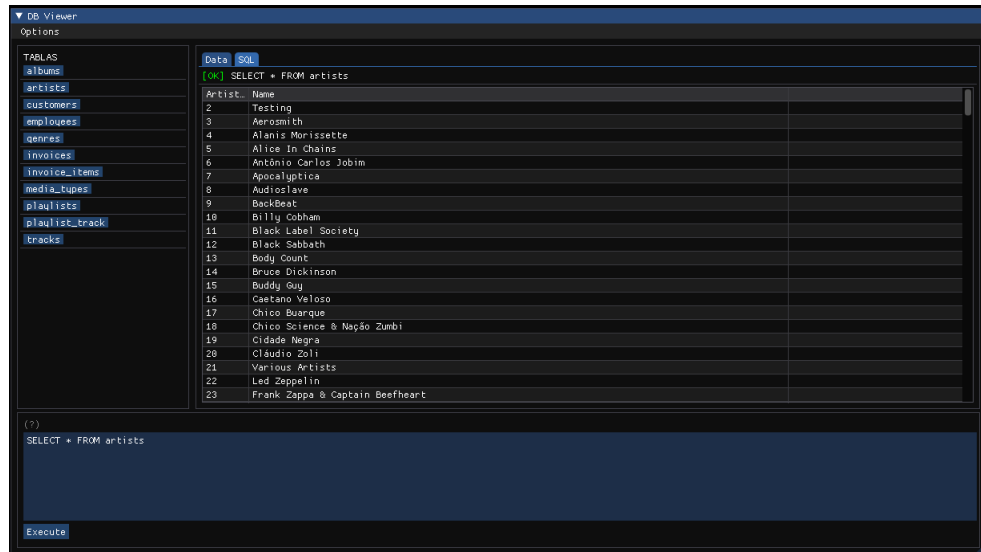 ▼ DB Viewer
Options
TABLAS
albums
artists
customers
employees
genres
invoices
invoice_items
media_types
playlists
playlist_track
tracks
Data SQL
[OK] SELECT * FROM artists
Artist… Name
2 Testing
3 Aerosmith
4 Alanis Morissette
5 Alice In Chains
6 Antônio Carlos Jobim
7 Apocalyptica
8 Audioslave
9 BackBeat
10 Billy Cobham
11 Black Label Society
12 Black Sabbath
13 Body Count
14 Bruce Dickinson
15 Buddy Guy
16 Caetano Veloso
17 Chico Buarque
18 Chico Science & Nação Zumbi
19 Cidade Negra
20 Cláudio Zoli
21 Various Artists
22 Led Zeppelin
23 Frank Zappa & Captain Beefheart
(?)
SELECT * FROM artists
Execute